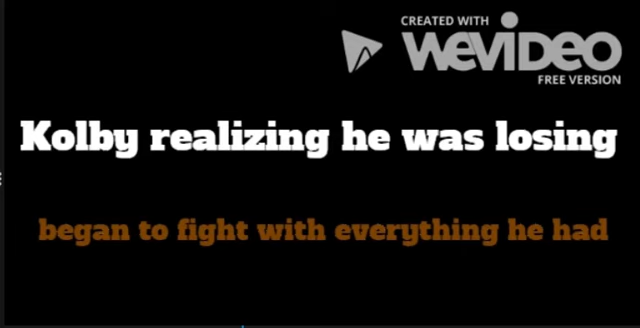 CREATED WITH
WEVIDEO
FREE VERSION
Kolby realizing he was losing
began to fight with everything he had